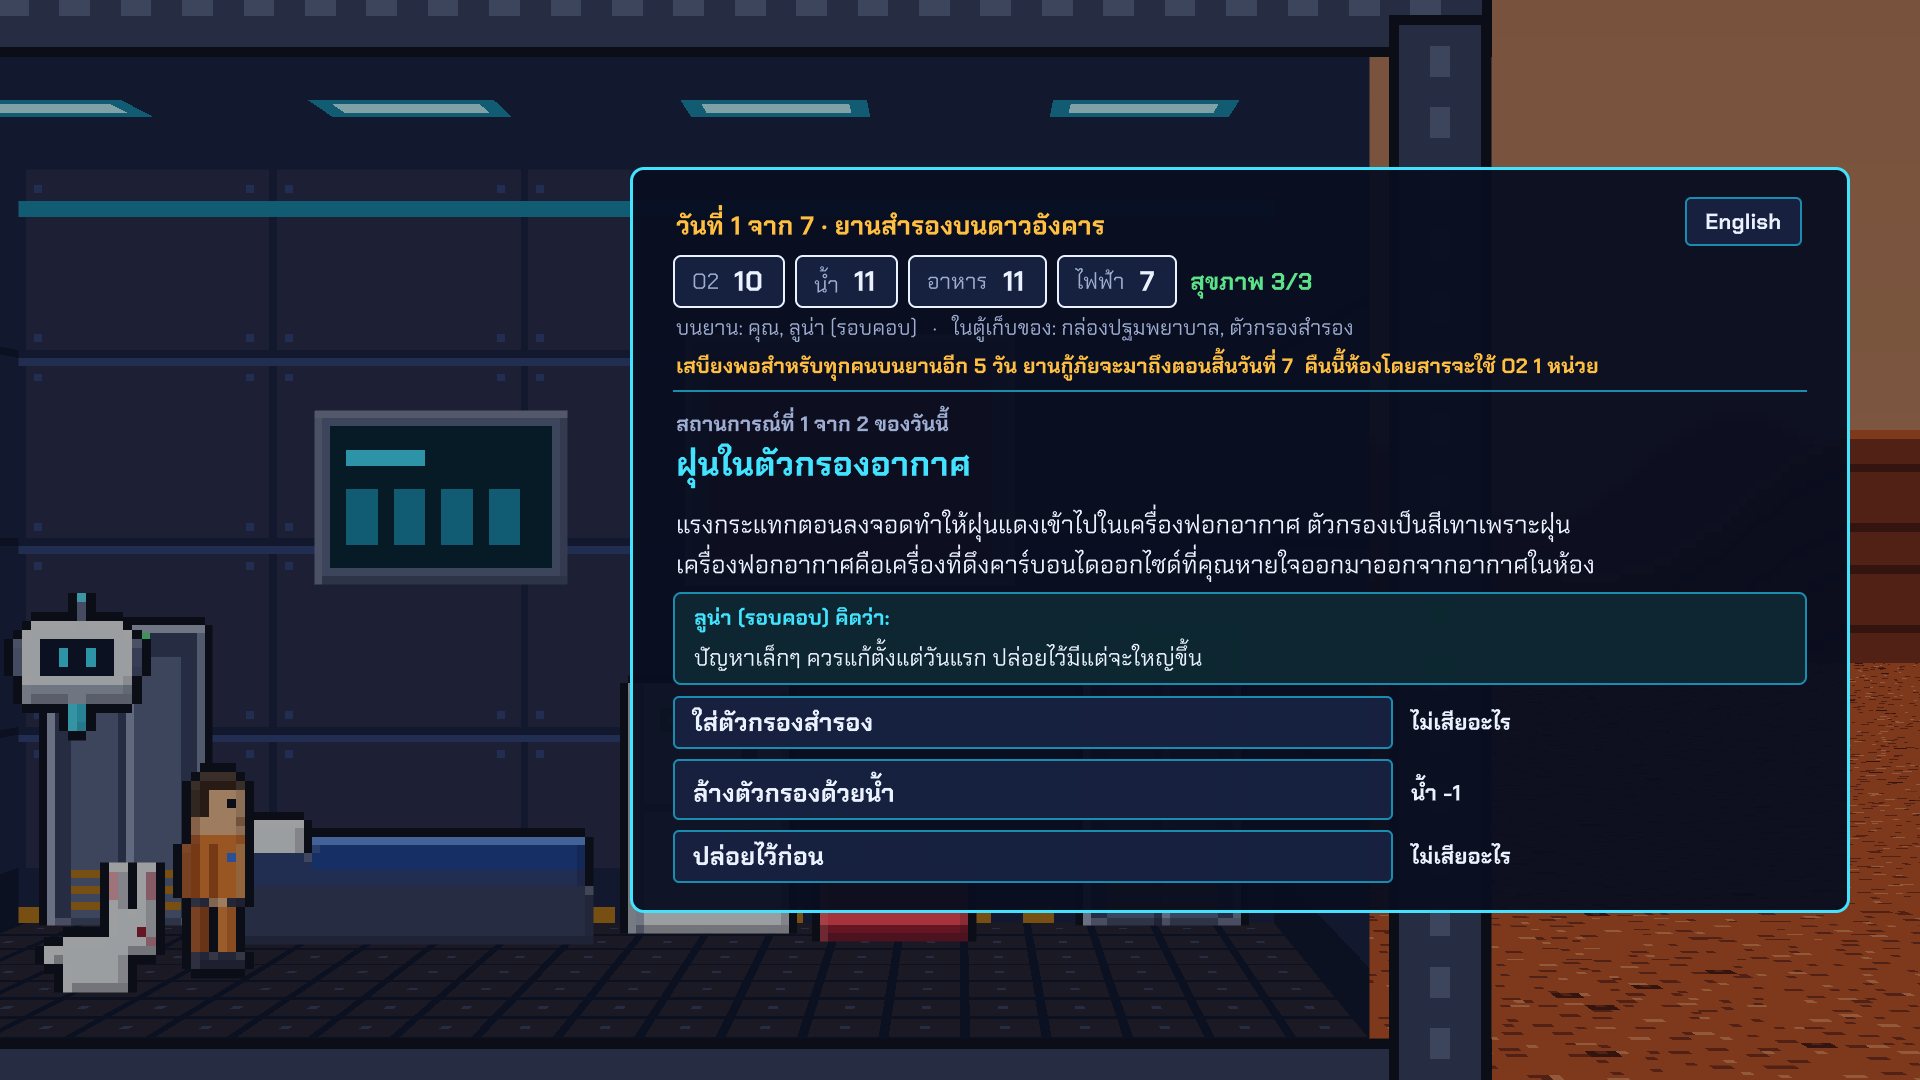 วันที่ 1 จาก 7 · ยานสำรองบนดาวอังคาร
English
O2 10 น้ำ 11 อาหาร 11 ไฟฟ้า 7 สุขภาพ 3/3
บนยาน: คุณ, ลูน่า (รอบคอบ) · ในตู้เก็บของ: กล่องปฐมพยาบาล, ตัวกรองสำรอง
เสบียงพอสำหรับทุกคนบนยานอีก 5 วัน ยานกู้ภัยจะมาถึงตอนสิ้นวันที่ 7 คืนนี้ห้องโดยสารจะใช้ O2 1 หน่วย
สถานการณ์ที่ 1 จาก 2 ของวันนี้
ฝุ่นในตัวกรองอากาศ
แรงกระแทกตอนลงจอดทำให้ฝุ่นแดงเข้าไปในเครื่องฟอกอากาศ ตัวกรองเป็นสีเทาเพราะฝุ่น
เครื่องฟอกอากาศคือเครื่องที่ดึงคาร์บอนไดออกไซด์ที่คุณหายใจออกมาออกจากอากาศในห้อง
ลูน่า (รอบคอบ) คิดว่า:
ปัญหาเล็กๆ ควรแก้ตั้งแต่วันแรก ปล่อยไว้มีแต่จะใหญ่ขึ้น
ใส่ตัวกรองสำรอง ไม่เสียอะไร
ล้างตัวกรองด้วยน้ำ น้ำ -1
ปล่อยไว้ก่อน ไม่เสียอะไร